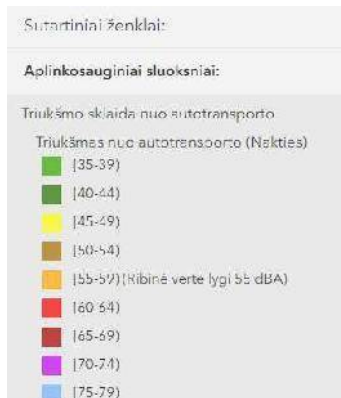 Sutartiniai ženklai:
Aplinkosauginiai sluoksniai:
Triukšmo sklaida nuo autotransporto
Triukšmas nuo autotransporto (Nakties)
[35-39)
[40-44)
[45-49)
[50-54)
[55-59)(Ribinė vertė lygi 55 dBA)
[60-64)
[65-69)
[70-74)
[75-79)